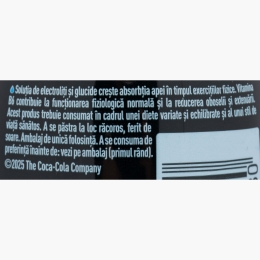 Soluția de electroliți și glucide crește absorbția apei în timpul exercițiilor fizice. Vitamina
B6 contribuie la funcționarea fiziologică normală și la reducerea oboselii și extenuării.
Acest produs trebuie consumat în cadrul unei diete variate și echilibrate și al unui stil de
viață sănătos. A se păstra la loc răcoros, ferit de
soare. Ambalaj de unică folosință. A se consuma de
preferință înainte de: vezi pe ambalaj (primul rând).
©2025 The Coca-Cola Company